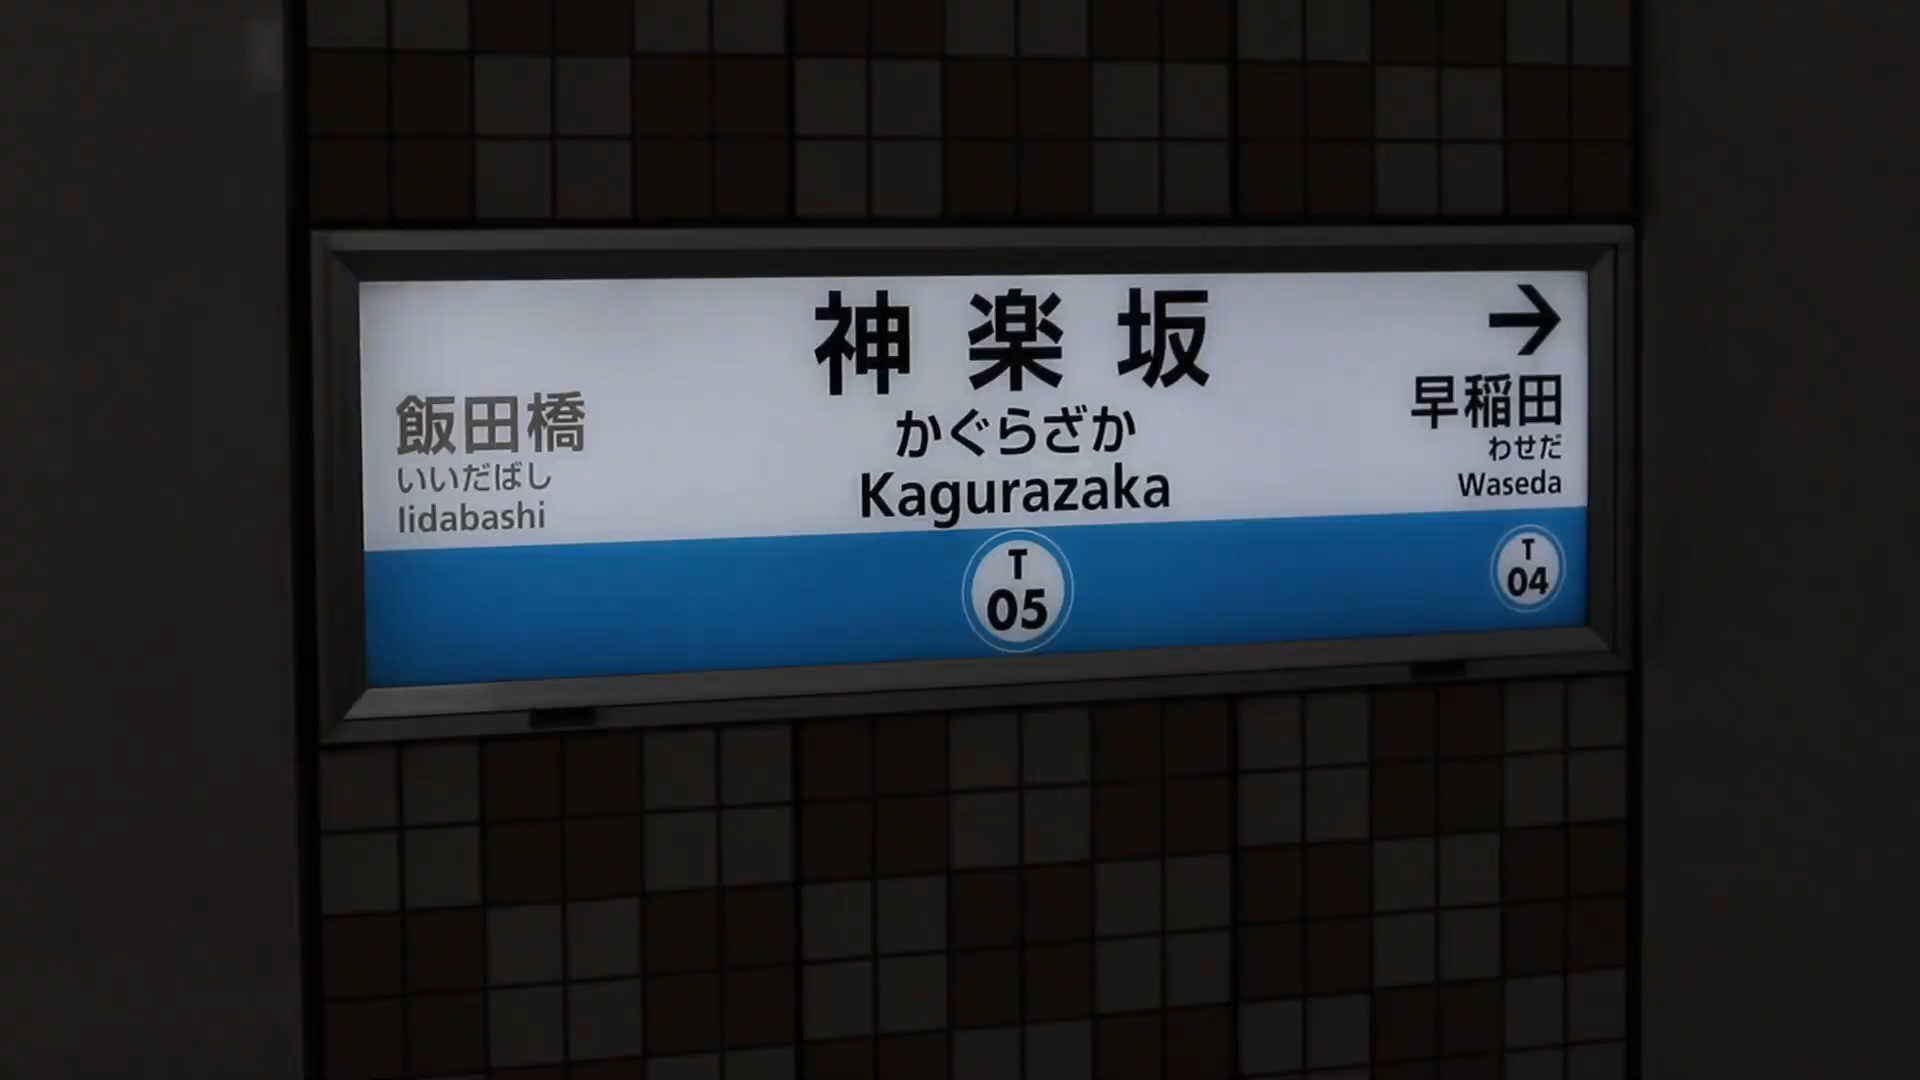 神楽坂
かぐらざか
Kagurazaka
T
05
飯田橋
いいだばし
Iidabashi
→
早稲田
わせだ
Waseda
T
04